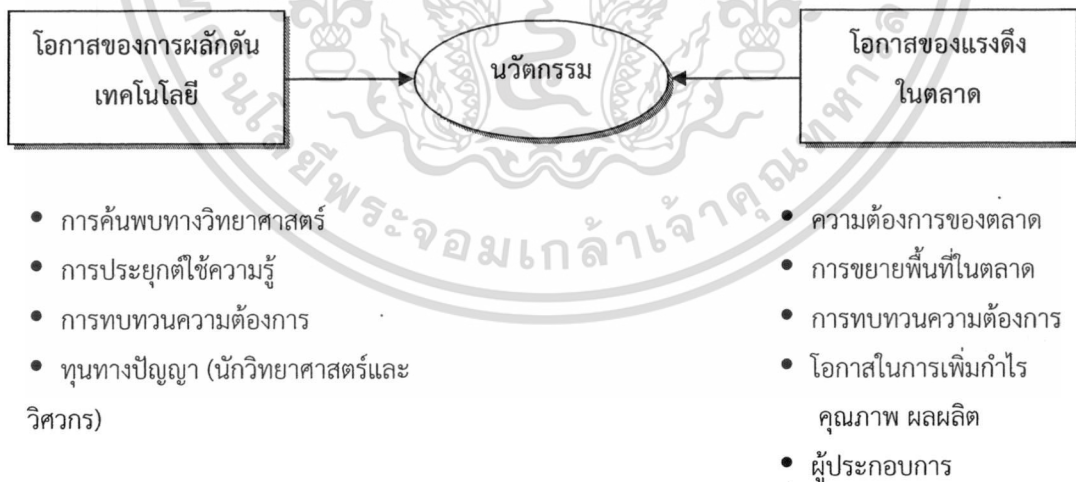 โอกาสของการผลักดัน
เทคโนโลยี
นวัตกรรม
โอกาสของแรงดึง
ในตลาด
• การค้นพบทางวิทยาศาสตร์
• การประยุกต์ใช้ความรู้
• การทบทวนความต้องการ
• ทุนทางปัญญา (นักวิทยาศาสตร์และ
วิศวกร)
• ความต้องการของตลาด
• การขยายพื้นที่ในตลาด
• การทบทวนความต้องการ
• โอกาสในการเพิ่มกำไร
คุณภาพ ผลผลิต
• ผู้ประกอบการ